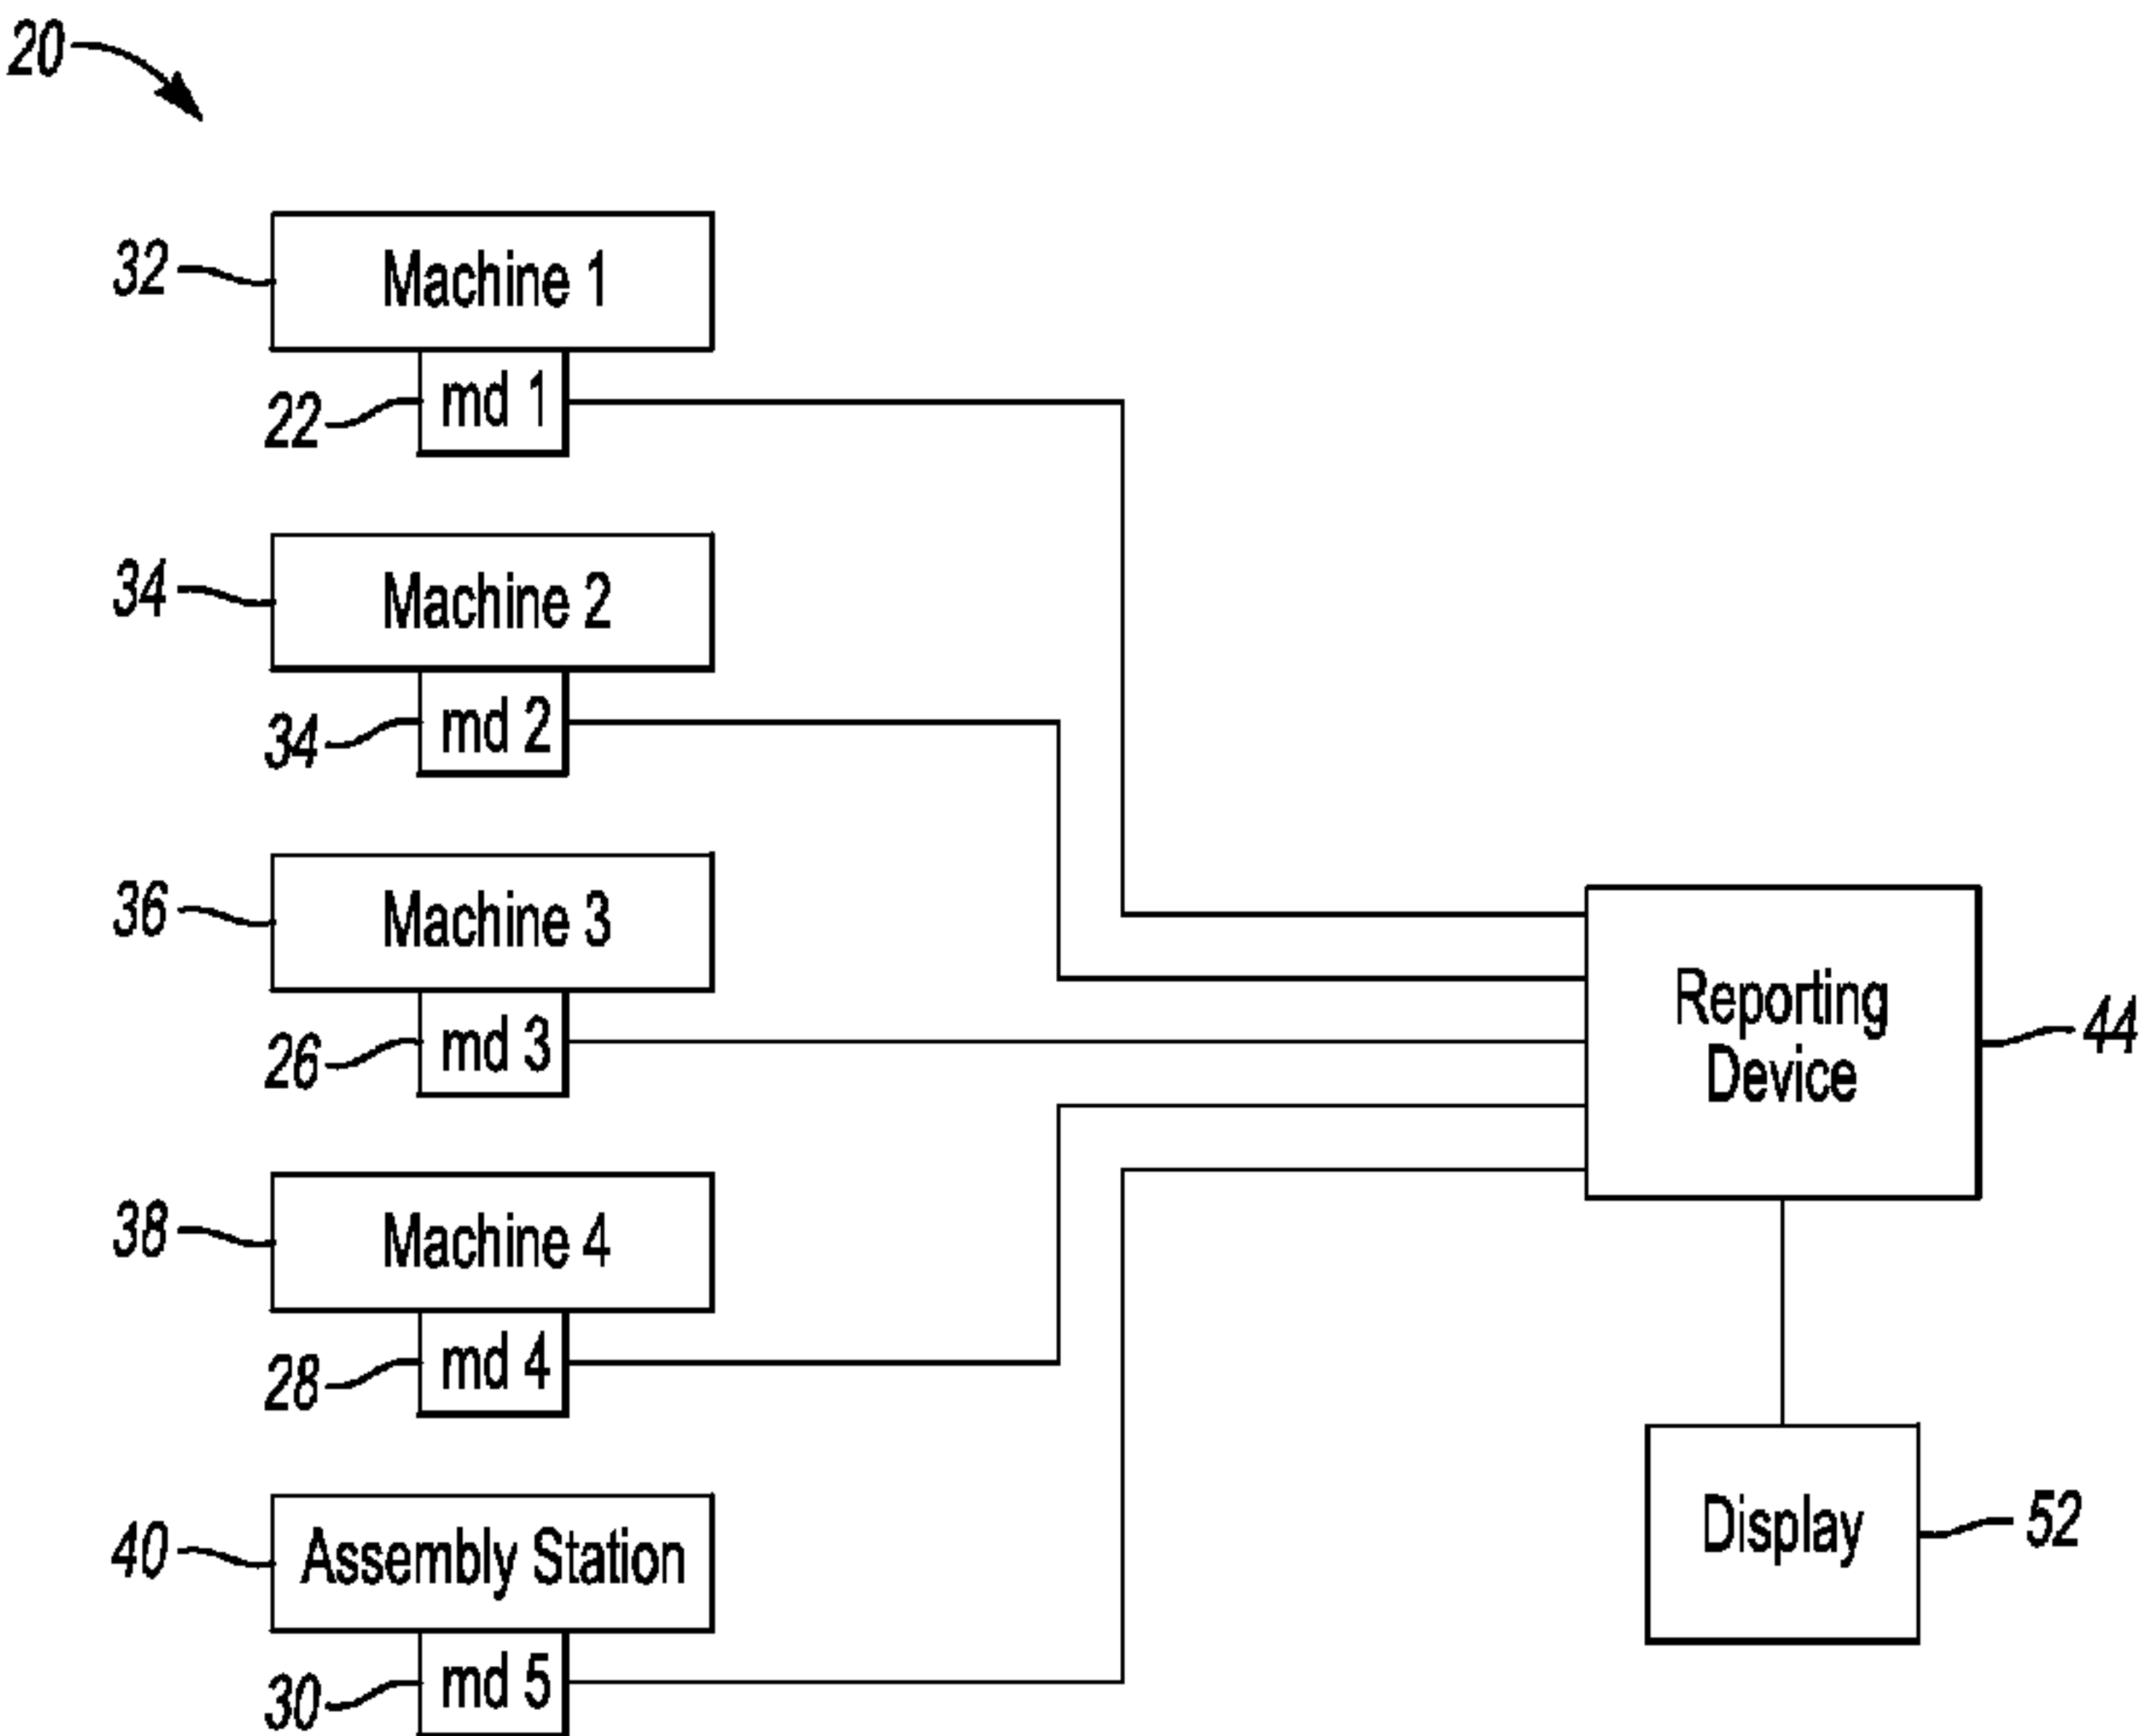 20
32
Machine 1
22
md 1
34
Machine 2
34
md 2
36
Machine 3
26
md 3
Reporting
Device
44
38
Machine 4
28
md 4
Display
52
40
Assembly Station
30
md 5